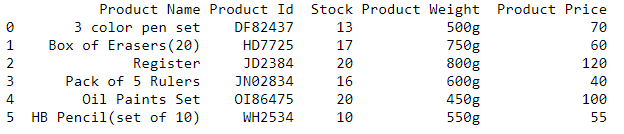 Product Name Product Id Stock Product Weight Product Price
0 3 color pen set DF82437 13 500g 70
1 Box of Erasers(20) HD7725 17 750g 60
2 Register JD2384 20 800g 120
3 Pack of 5 Rulers JN02834 16 600g 40
4 Oil Paints Set OI86475 20 450g 100
5 HB Pencil(set of 10) WH2534 10 550g 55